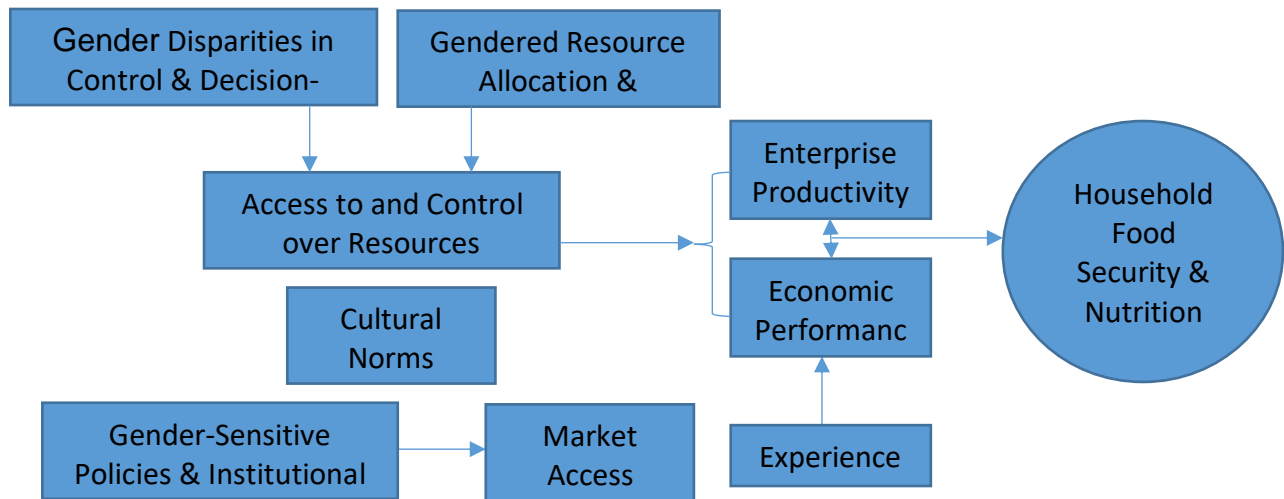 Gender Disparities in
Control & Decision-
Gendered Resource
Allocation &
Access to and Control
over Resources
Enterprise
Productivity
Household
Food
Security &
Nutrition
Economic
Performanc
Cultural
Norms
Gender-Sensitive
Policies & Institutional
Market
Access
Experience